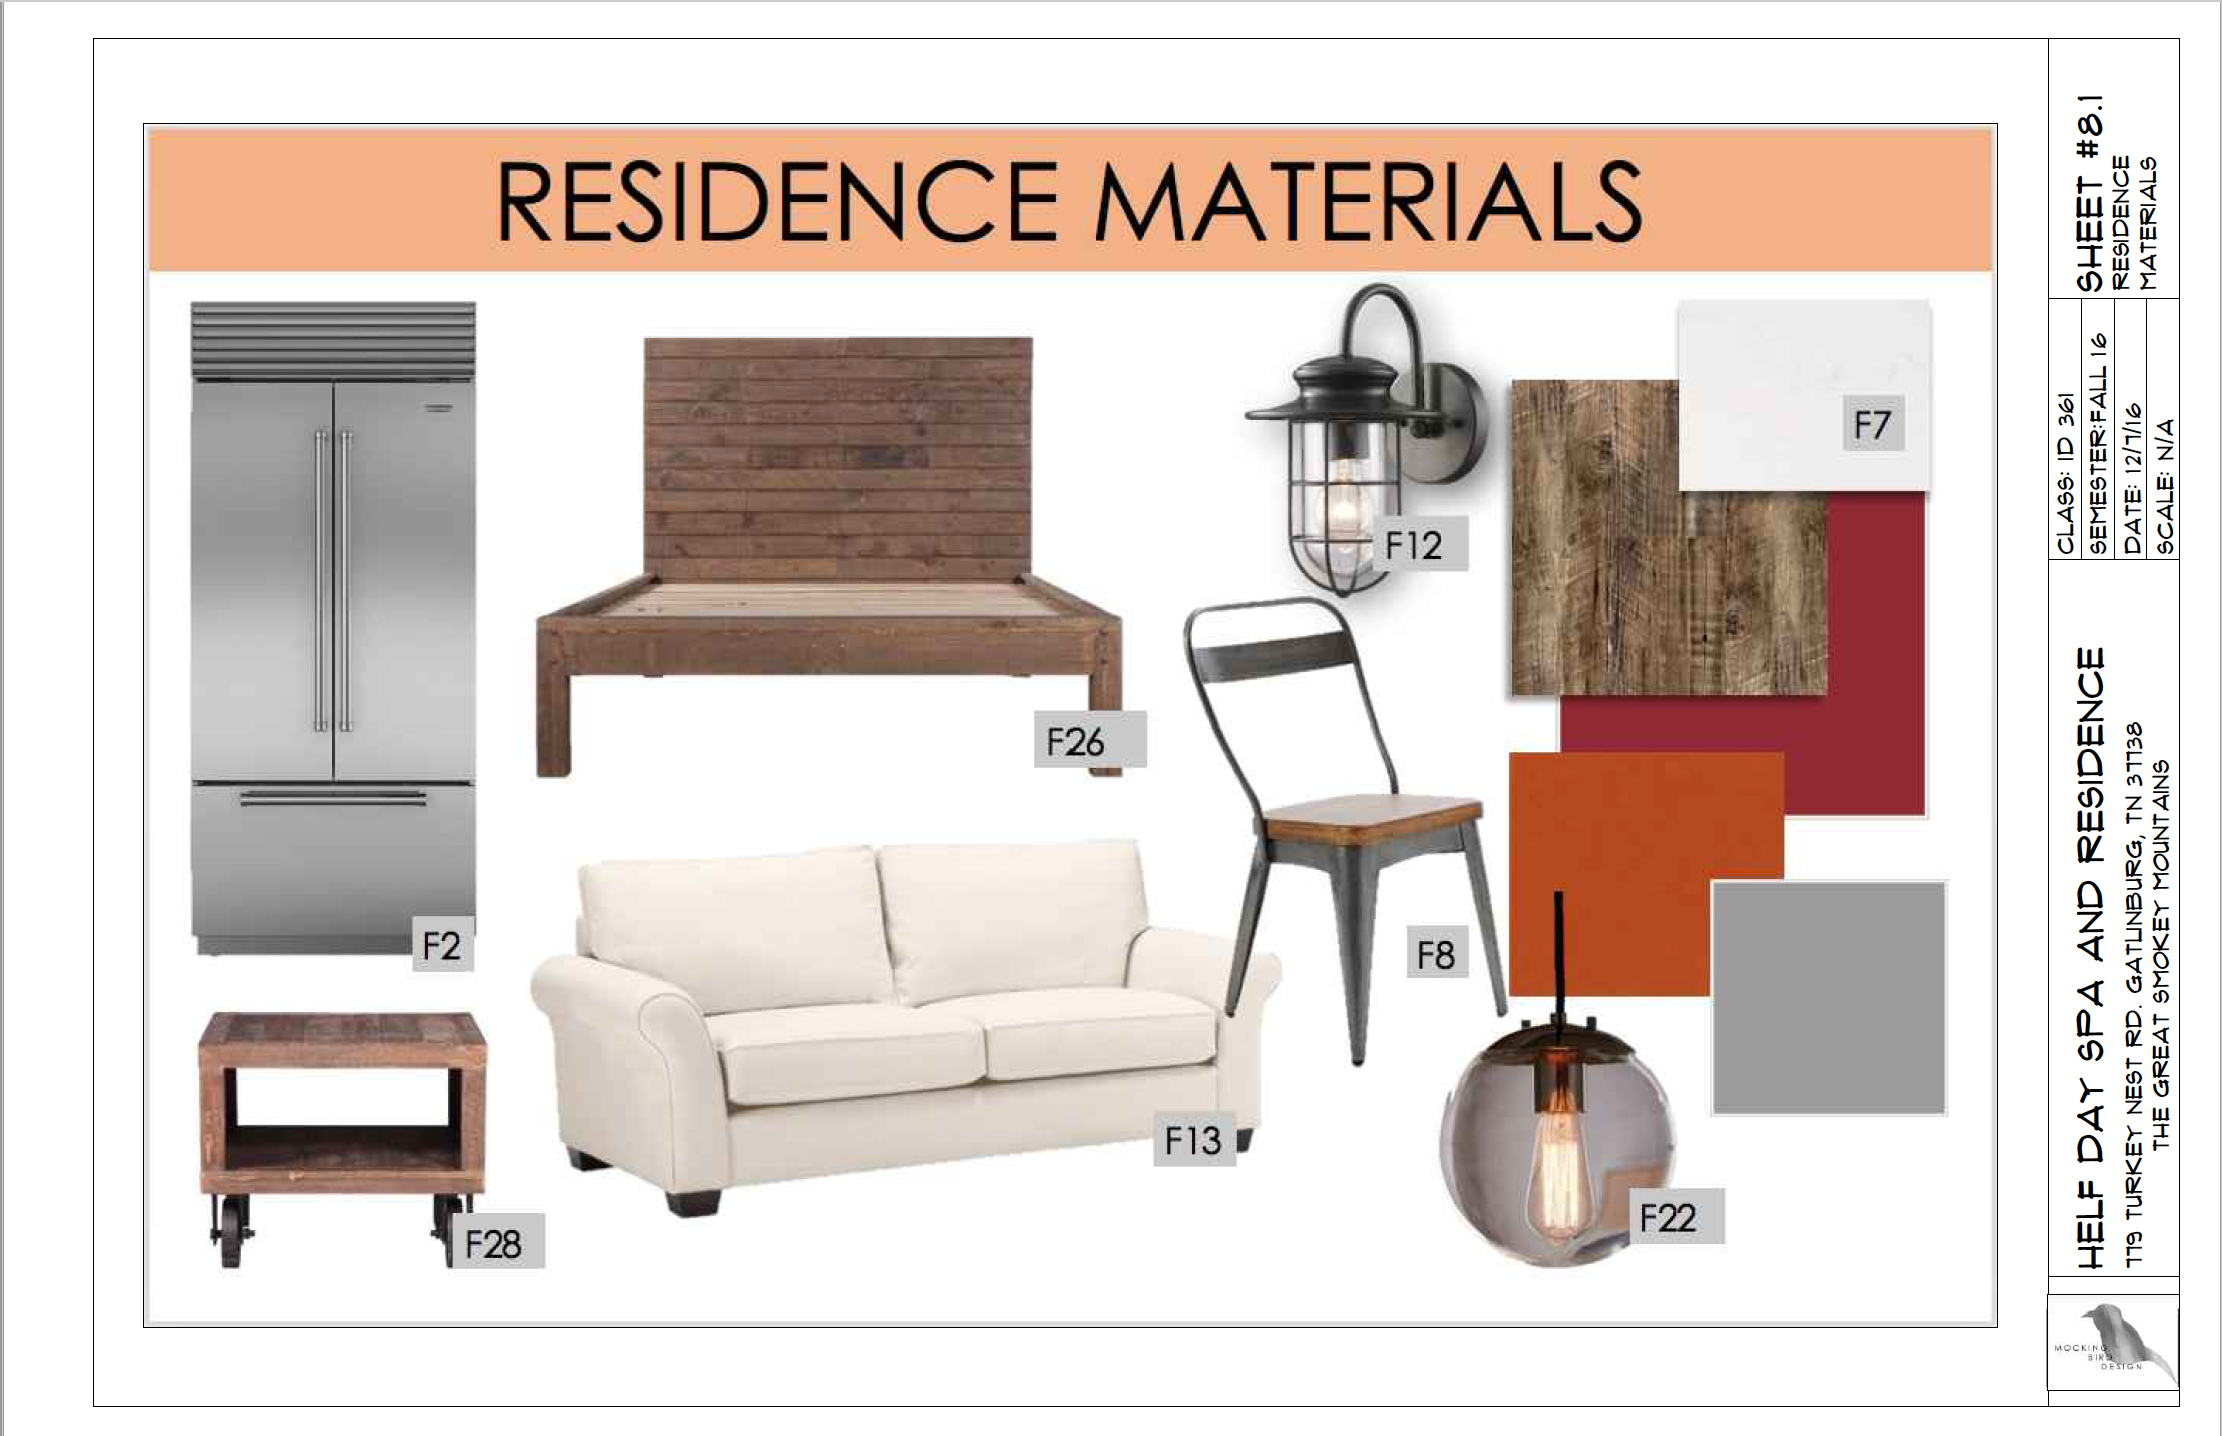 RESIDENCE MATERIALS
F7
F12
F26
F2
F8
F13
F22
F28
SHEET #8.1
RESIDENCE
MATERIALS
CLASS: ID 361
SEMESTER:FALL 16
DATE: 12/7/16
SCALE: N/A
HELF DAY SPA AND RESIDENCE
779 TURKEY NEST RD. GATLINBURG, TN 37738
THE GREAT SMOKEY MOUNTAINS
MOCKING
BIRD
DESIGN